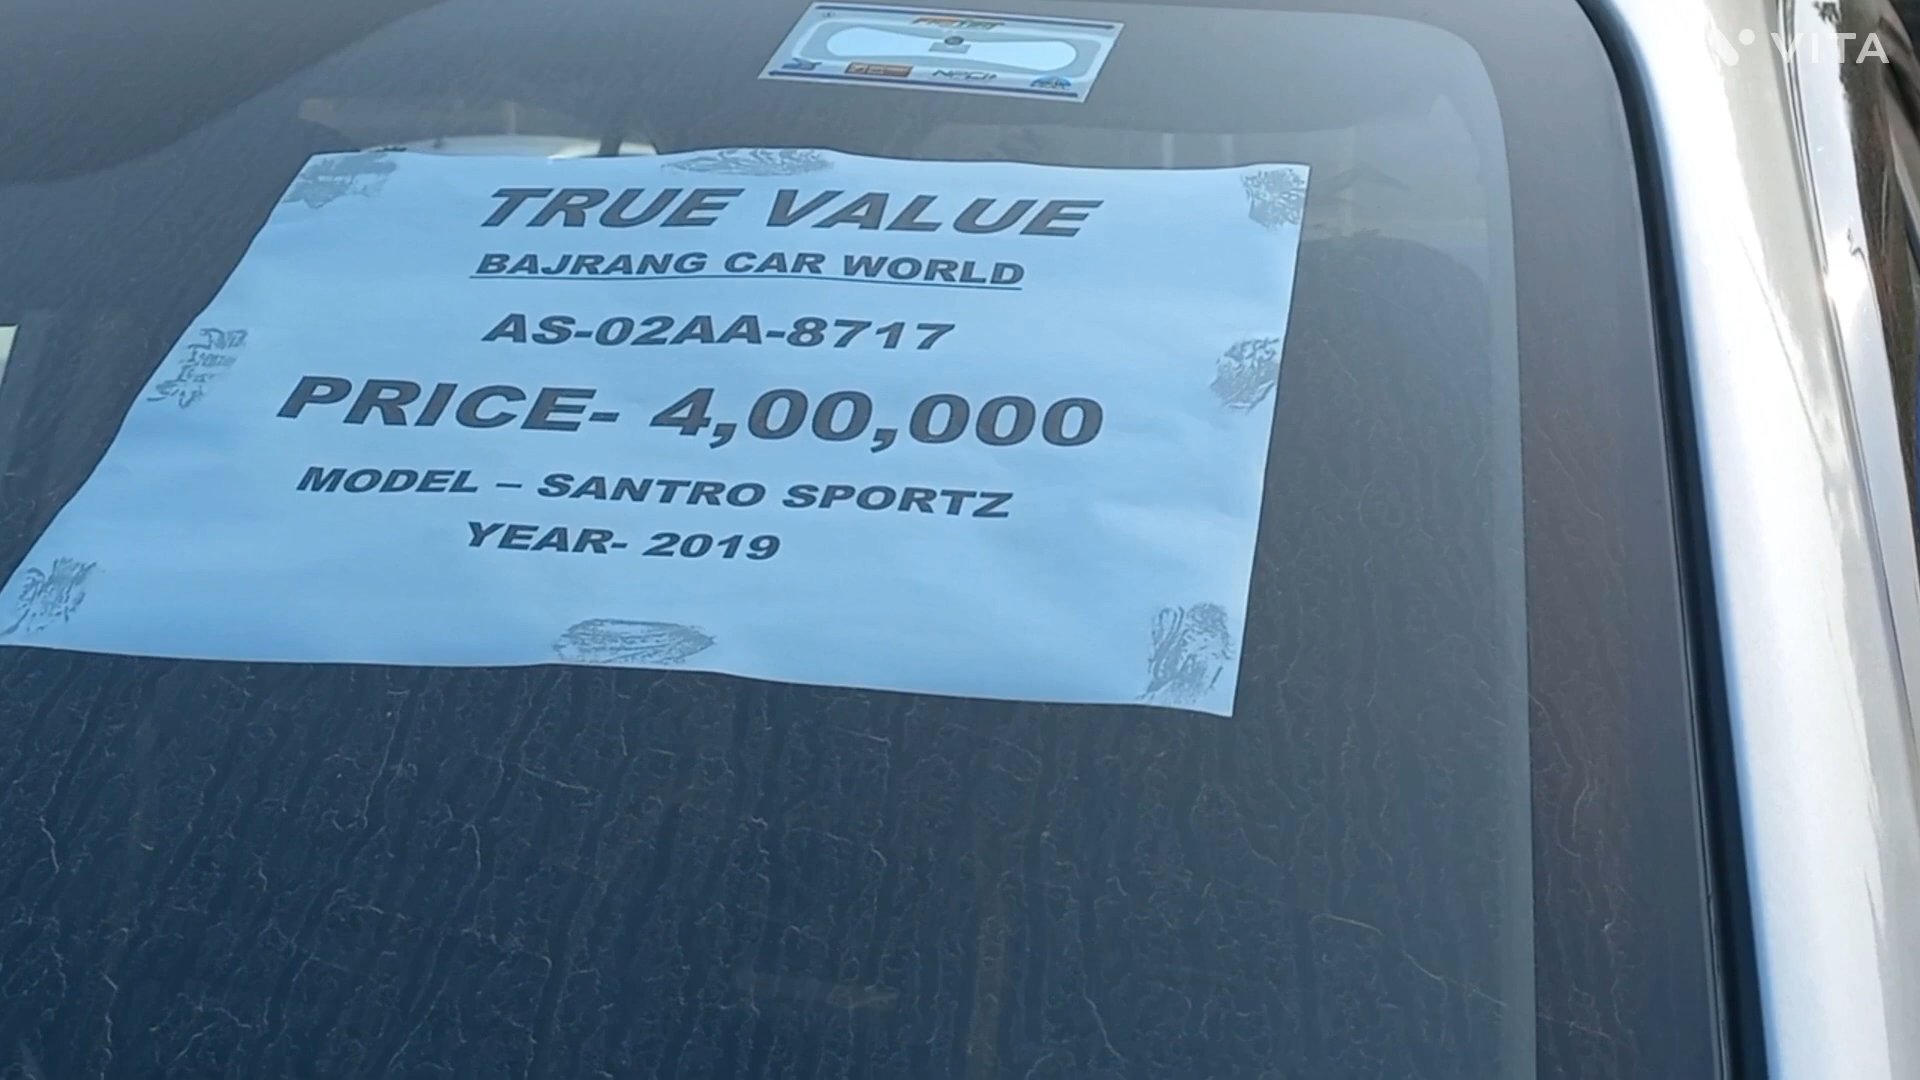 VITA
TRUE VALUE
BAJRANG CAR WORLD
AS-02AA-8717
PRICE- 4,00,000
MODEL – SANTRO SPORTZ
YEAR- 2019